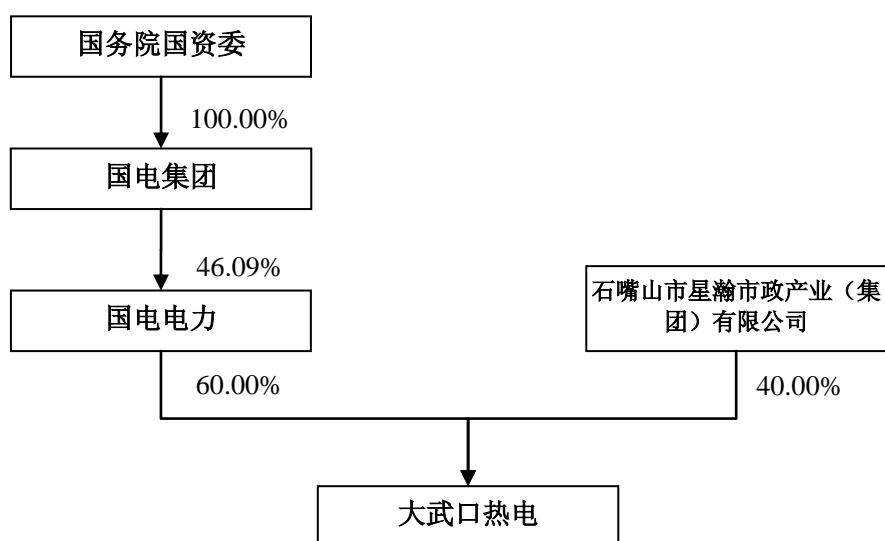 国务院国资委
100.00%
国电集团
46.09%
国电电力
石嘴山市星瀚市政产业（集
团）有限公司
60.00%
40.00%
大武口热电